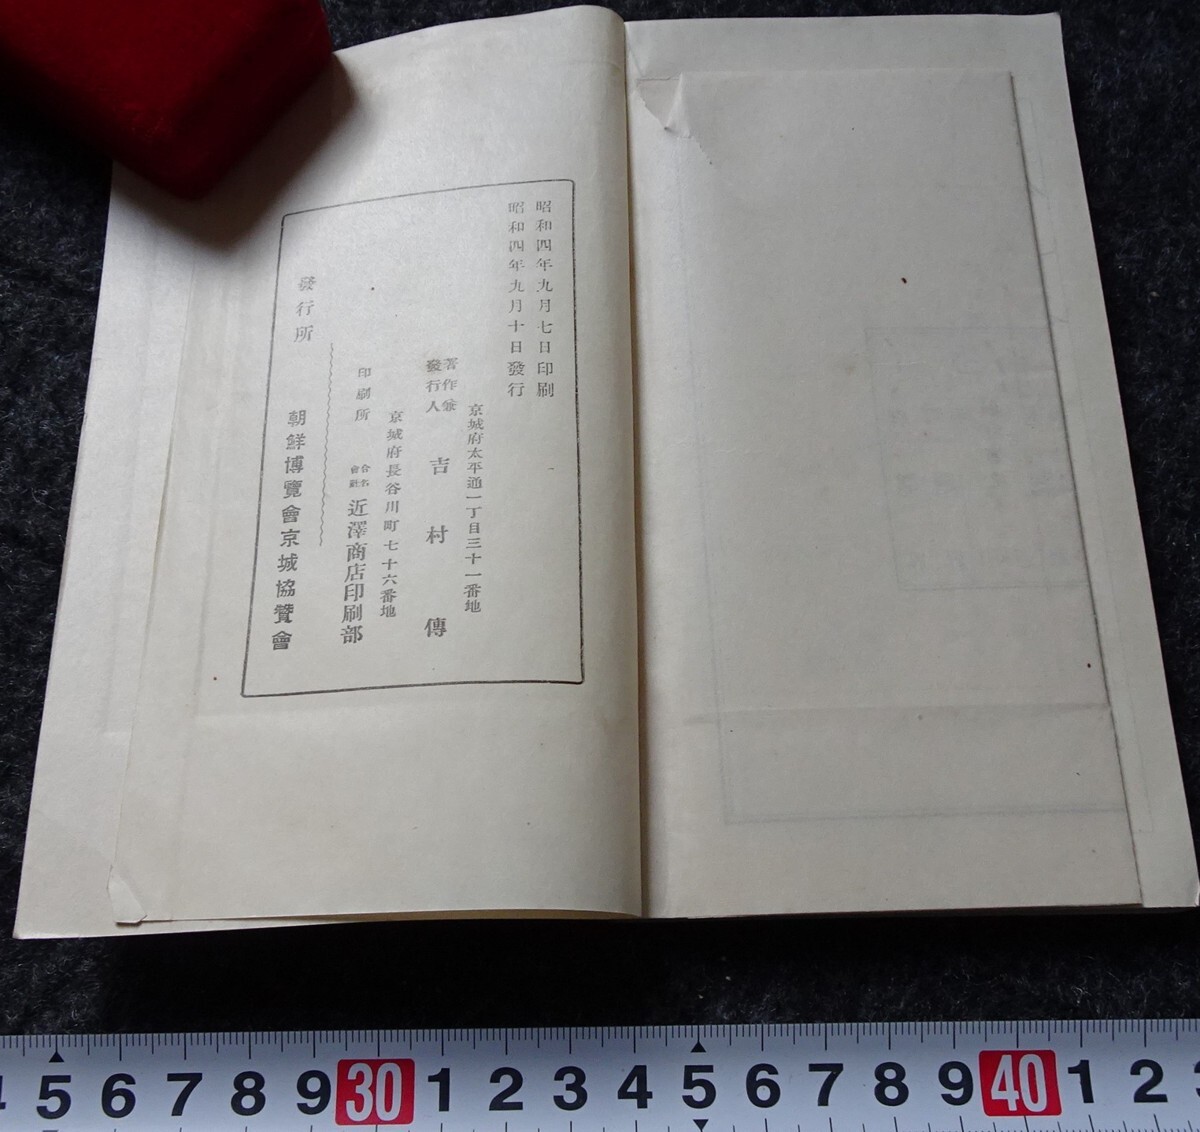 昭和四年九月七日印刷
昭和四年九月十日發行
京城府太平通一丁目三十一番地
著作兼
發行人
吉村傳
京城府長谷川町七十六番地
印刷所
合名
會社
近澤商店印刷部
發行所
朝鮮博覽會京城協贊會
4 5 6 7 8 9 30 1 2 3 4 5 6 7 8 9 40 1 2